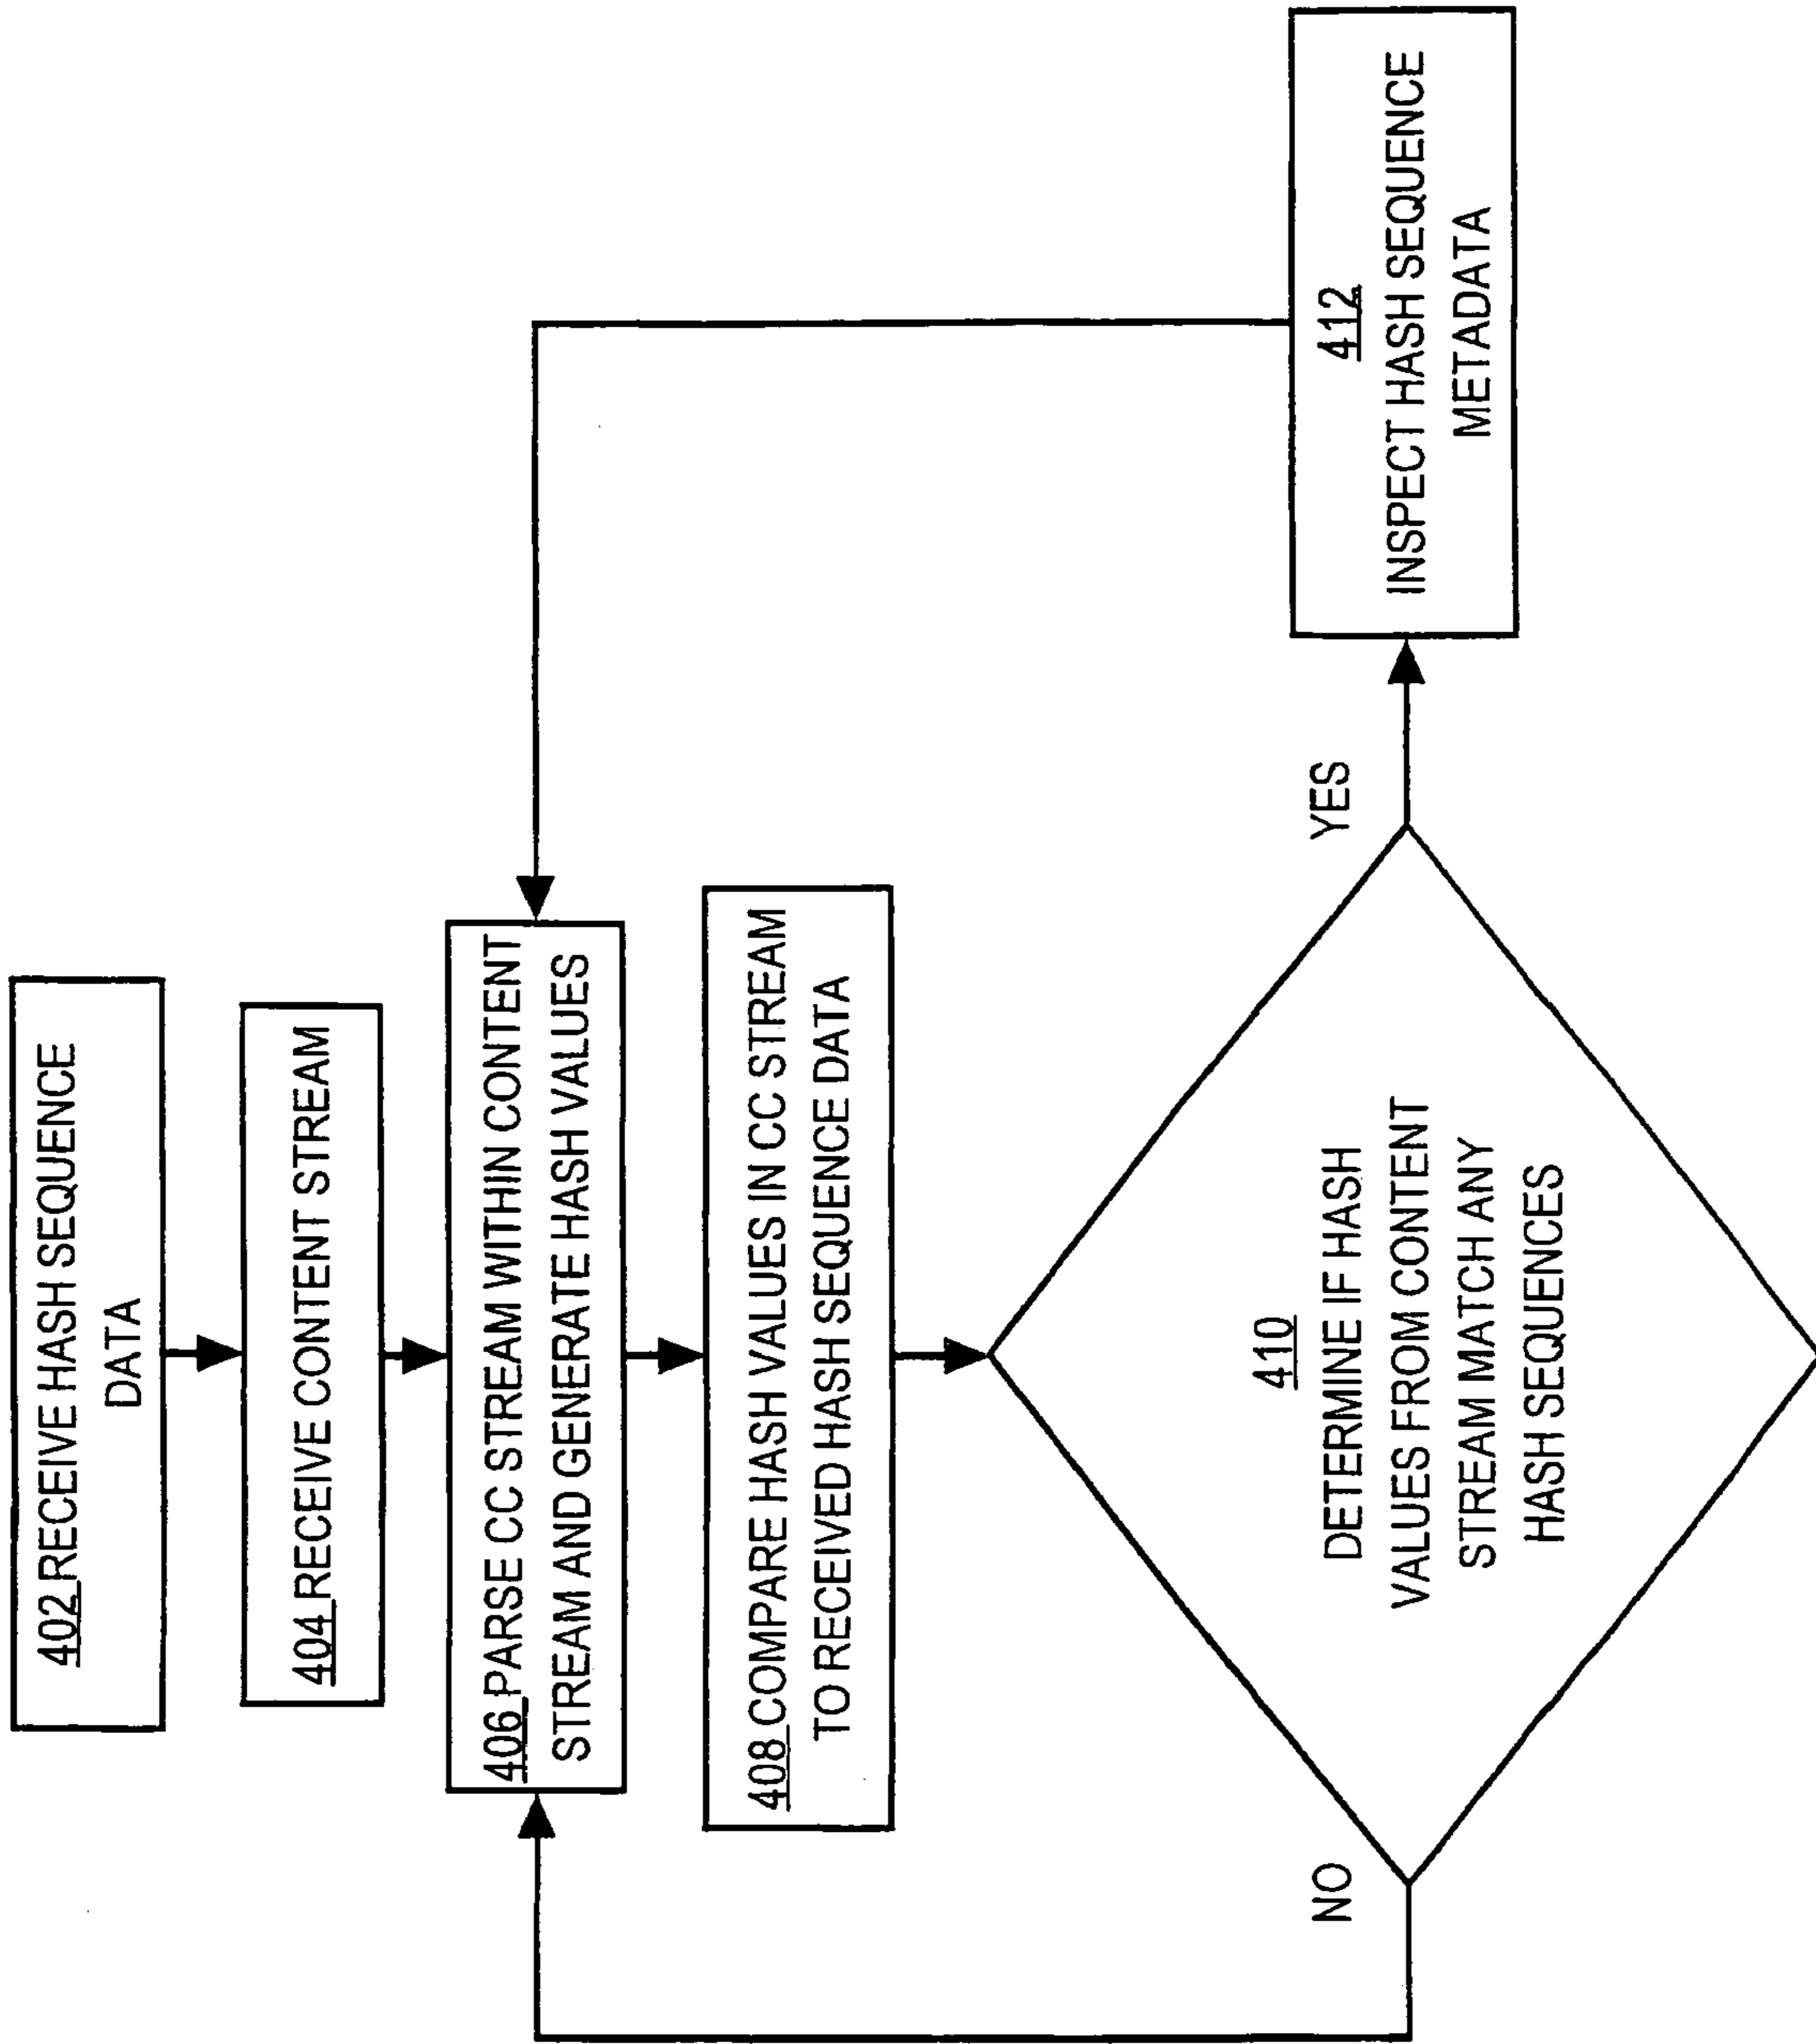 402 RECEIVE HASH SEQUENCE
DATA
404 RECEIVE CONTENT STREAM
406 PARSE CC STREAM WITHIN CONTENT
STREAM AND GENERATE HASH VALUES
408 COMPARE HASH VALUES IN CC STREAM
TO RECEIVED HASH SEQUENCE DATA
410
DETERMINE IF HASH
VALUES FROM CONTENT
STREAM MATCH ANY
HASH SEQUENCES
NO
YES
412
INSPECT HASH SEQUENCE
METADATA